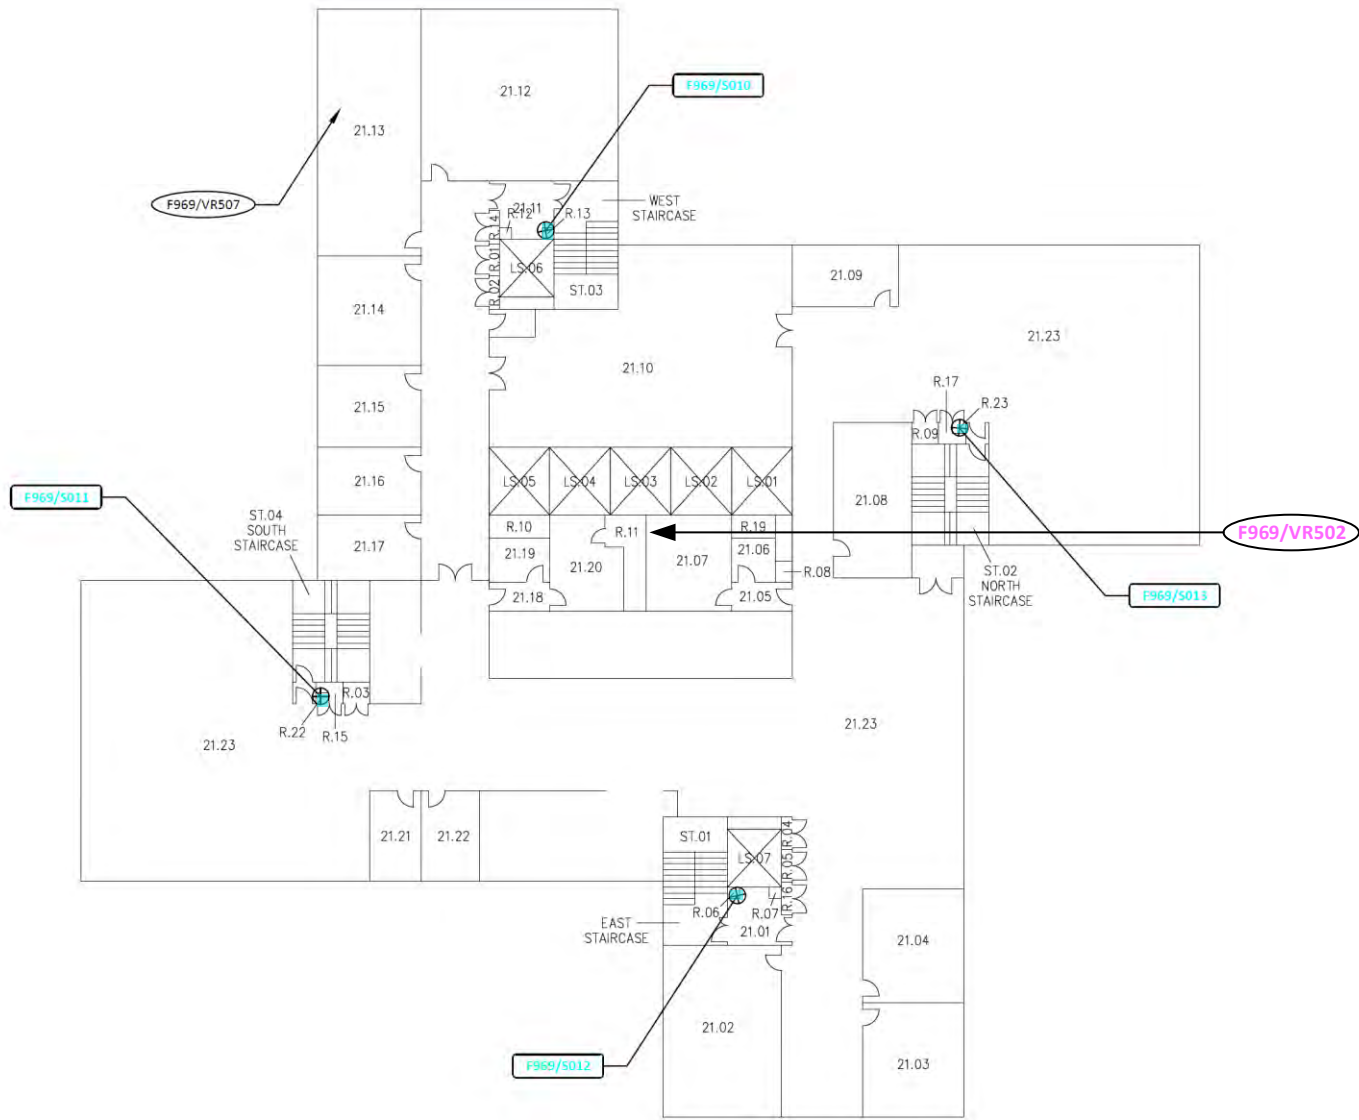 21.12
F969/S010
21.13
F969/VR507
WEST
STAIRCASE
21.11
R.12
R.13
R.14
R.01
LS.06
R.02
ST.03
21.09
21.14
21.23
21.10
R.17
R.23
21.15
R.09
21.16
LS.05
LS.04
LS.03
LS.02
LS.01
F969/S011
21.08
ST.04
SOUTH
STAIRCASE
R.10
R.11
R.19
F969/VR502
21.17
21.19
21.20
21.07
21.06
R.08
ST.02
NORTH
STAIRCASE
21.18
21.05
F969/S013
R.03
R.22
R.15
21.23
21.23
21.21
21.22
ST.01
R.04
LS.07
R.05
R.16
R.06
R.07
EAST
STAIRCASE
21.01
21.04
21.02
F969/S012
21.03